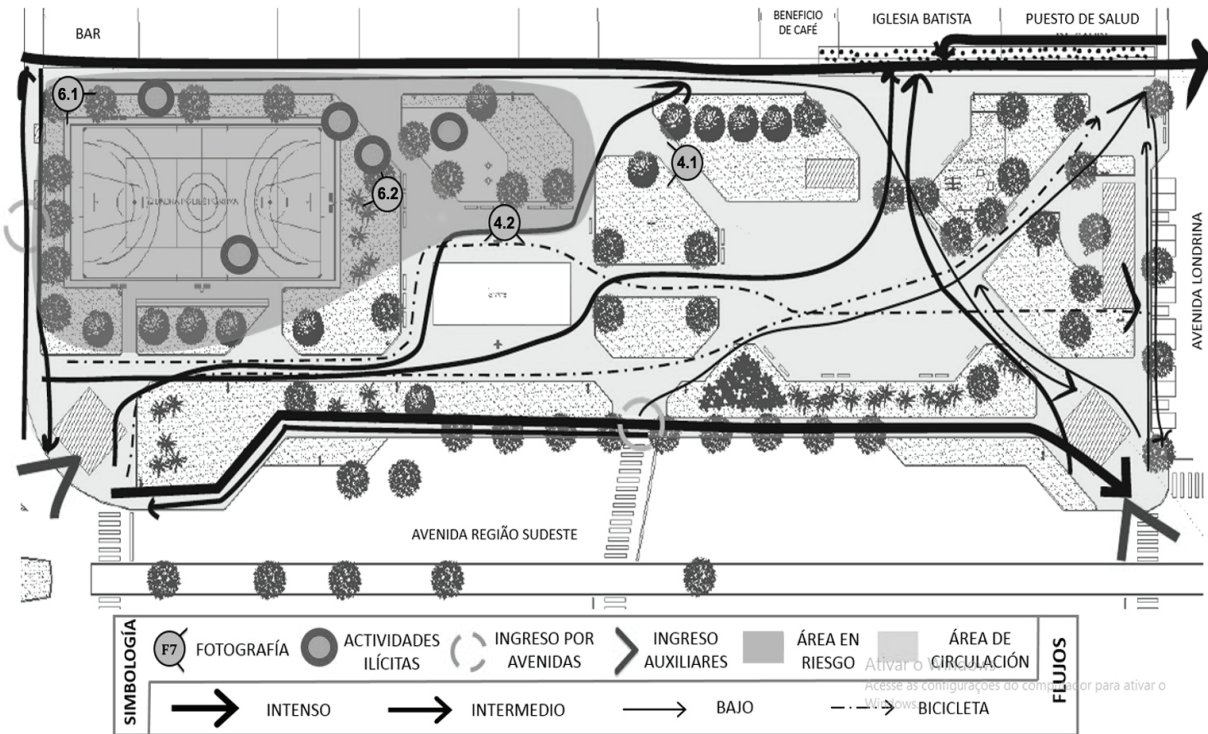 BAR
BENEFICIO
DE CAFÉ
IGLESIA BATISTA
PUESTO DE SALUD
6.1
6.2
4.1
4.2
AVENIDA LONDRINA
AVENIDA REGIÃO SUDESTE
SIMBOLOGÍA
F7
FOTOGRAFÍA
ACTIVIDADES
ILÍCITAS
INGRESO POR
AVENIDAS
INGRESO
AUXILIARES
ÁREA EN
RIESGO
ÁREA DE
CIRCULACIÓN
FLUJOS
INTENSO
INTERMEDIO
BAJO
BICICLETA
Ativar o Windows
Acesse as configurações do computador para ativar o
Windows.